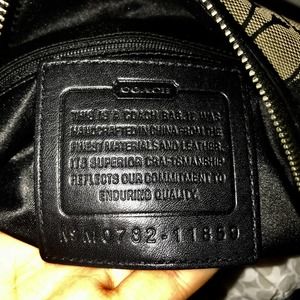 COACH
THIS IS A COACH BAG. IT WAS
HANDCRAFTED IN CHINA FROM THE
FINEST MATERIALS AND LEATHER.
ITS SUPERIOR CRAFTSMANSHIP
REFLECTS OUR COMMITMENT TO
ENDURING QUALITY.
Nº M0732-11859